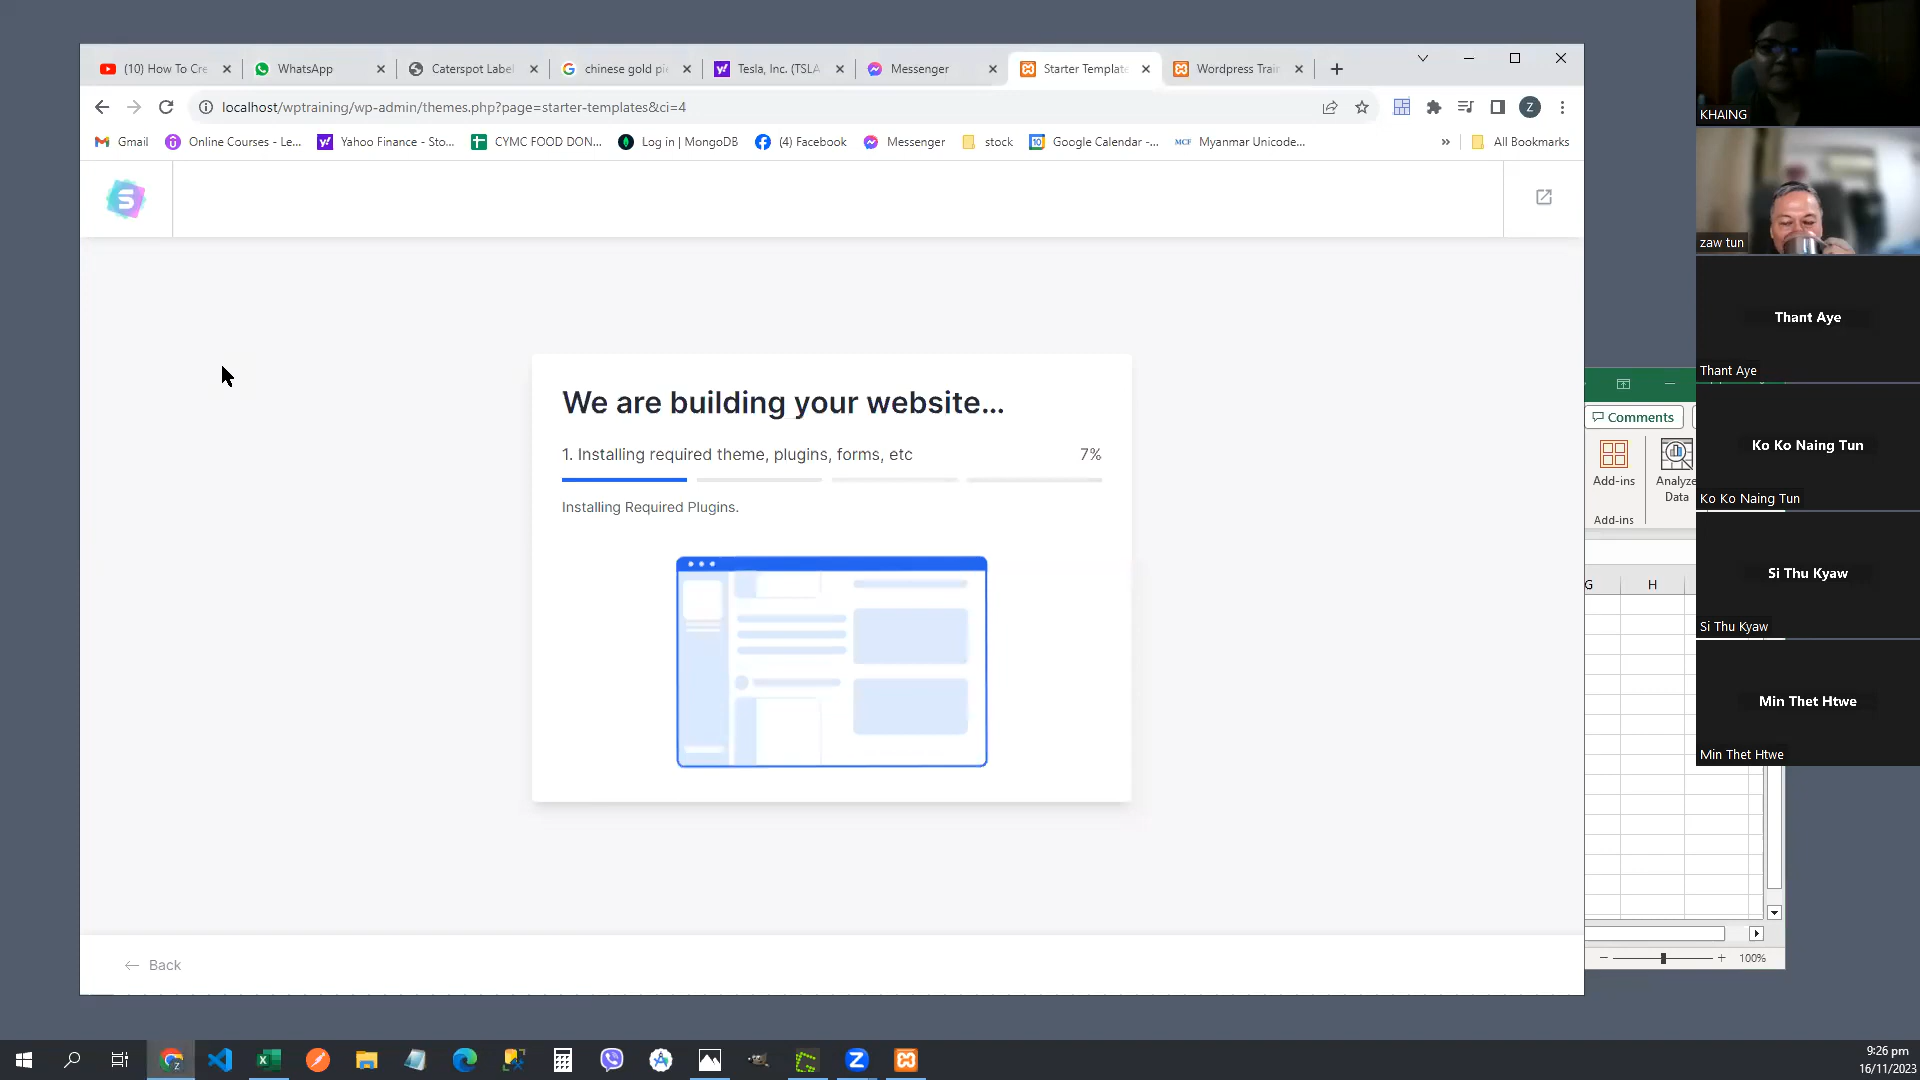 (10) How To Cre
WhatsApp
Caterspot Label
chinese gold pi
Tesla, Inc. (TSLA
Messenger
Starter Template
Wordpress Train
localhost/wptraining/wp-admin/themes.php?page=starter-templates&ci=4
Z
Gmail
Online Courses - Le...
Yahoo Finance - Sto...
CYMC FOOD DON...
Log in | MongoDB
(4) Facebook
Messenger
stock
Google Calendar -...
MCF
Myanmar Unicode...
»
All Bookmarks
S
We are building your website...
1. Installing required theme, plugins, forms, etc
7%
Installing Required Plugins.
Back
KHAING
zaw tun
Thant Aye
Thant Aye
Ko Ko Naing Tun
Ko Ko Naing Tun
Si Thu Kyaw
Si Thu Kyaw
Min Thet Htwe
Min Thet Htwe
Comments
Add-ins
Analyze
Data
Add-ins
G
H
100%
9:26 pm
16/11/2023